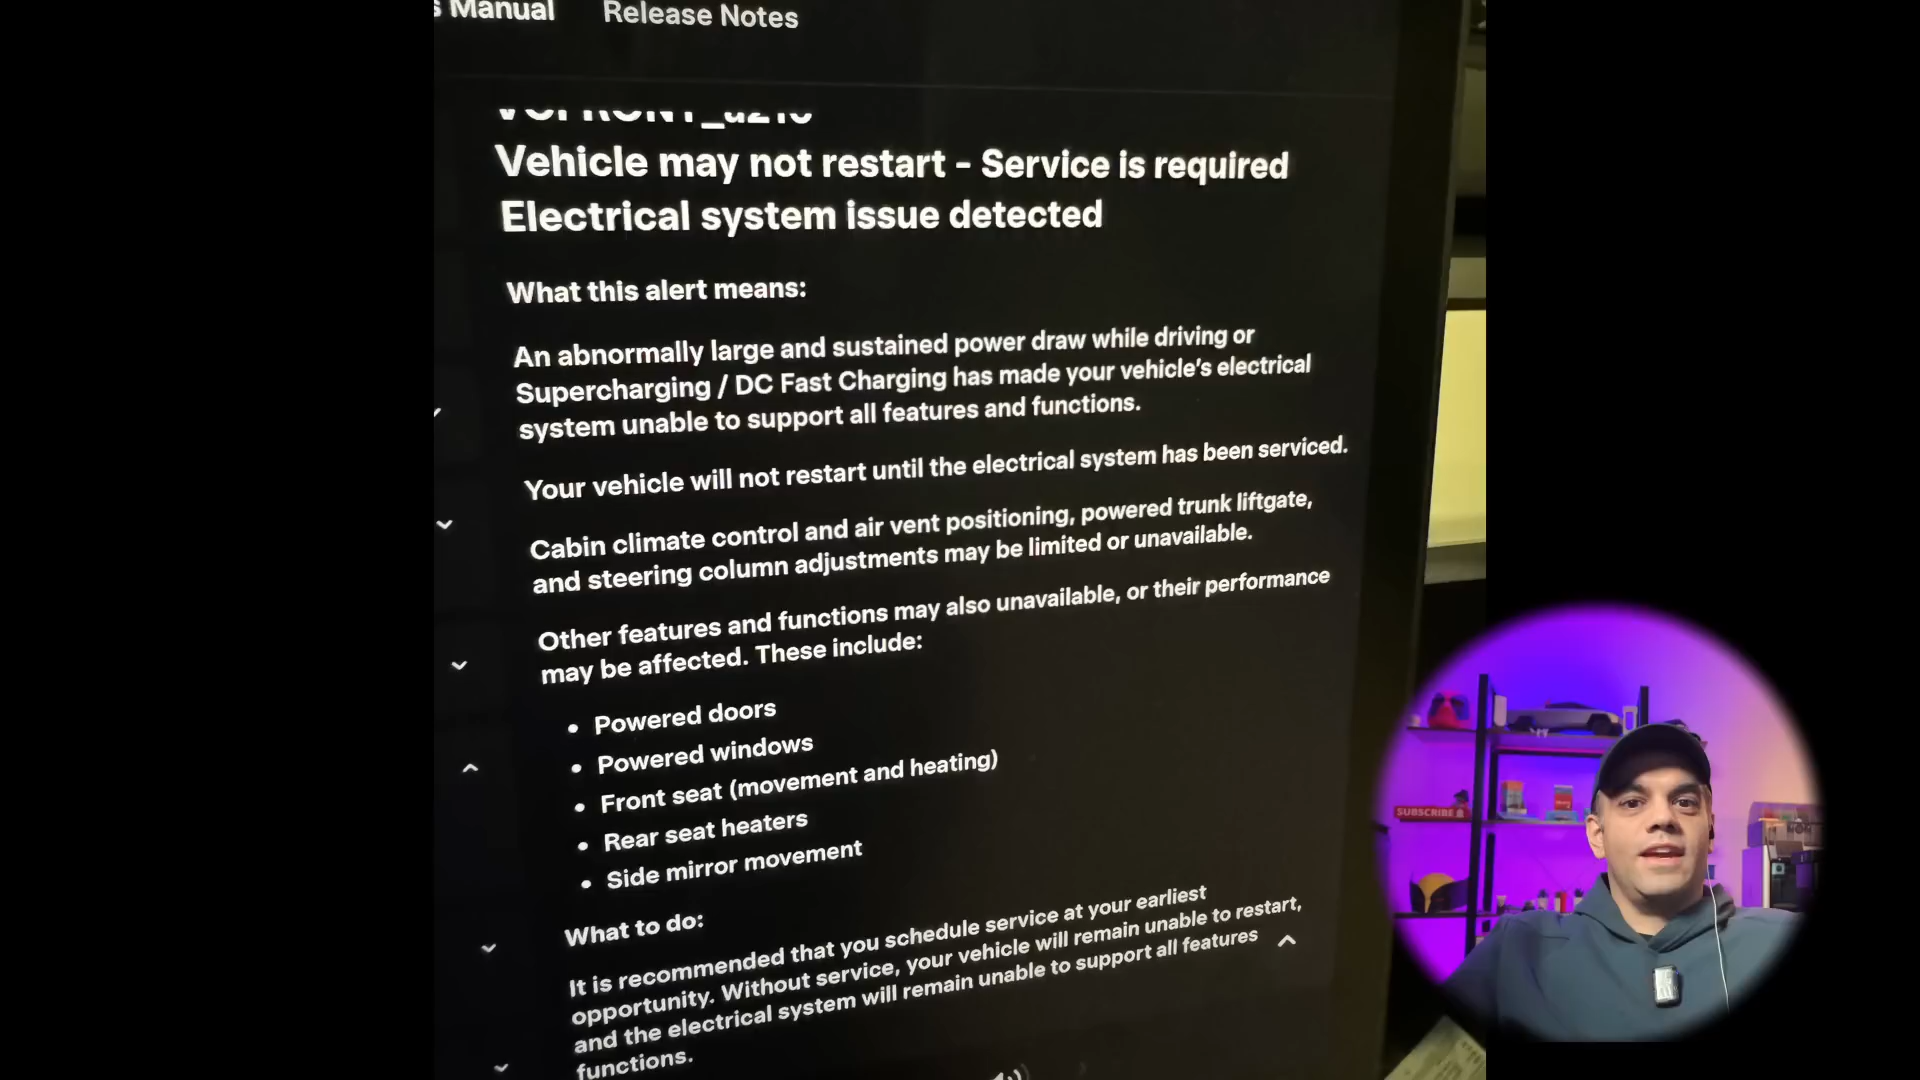 Manual
Release Notes
Vehicle may not restart - Service is required
Electrical system issue detected
What this alert means:
An abnormally large and sustained power draw while driving or
Supercharging / DC Fast Charging has made your vehicle's electrical
system unable to support all features and functions.
Your vehicle will not restart until the electrical system has been serviced.
Cabin climate control and air vent positioning, powered trunk liftgate,
and steering column adjustments may be limited or unavailable.
Other features and functions may also unavailable, or their performance
may be affected. These include:
• Powered doors
• Powered windows
• Front seat (movement and heating)
• Rear seat heaters
• Side mirror movement
What to do:
It is recommended that you schedule service at your earliest
opportunity. Without service, your vehicle will remain unable to restart,
and the electrical system will remain unable to support all features
functions.
SUBSCRIBE